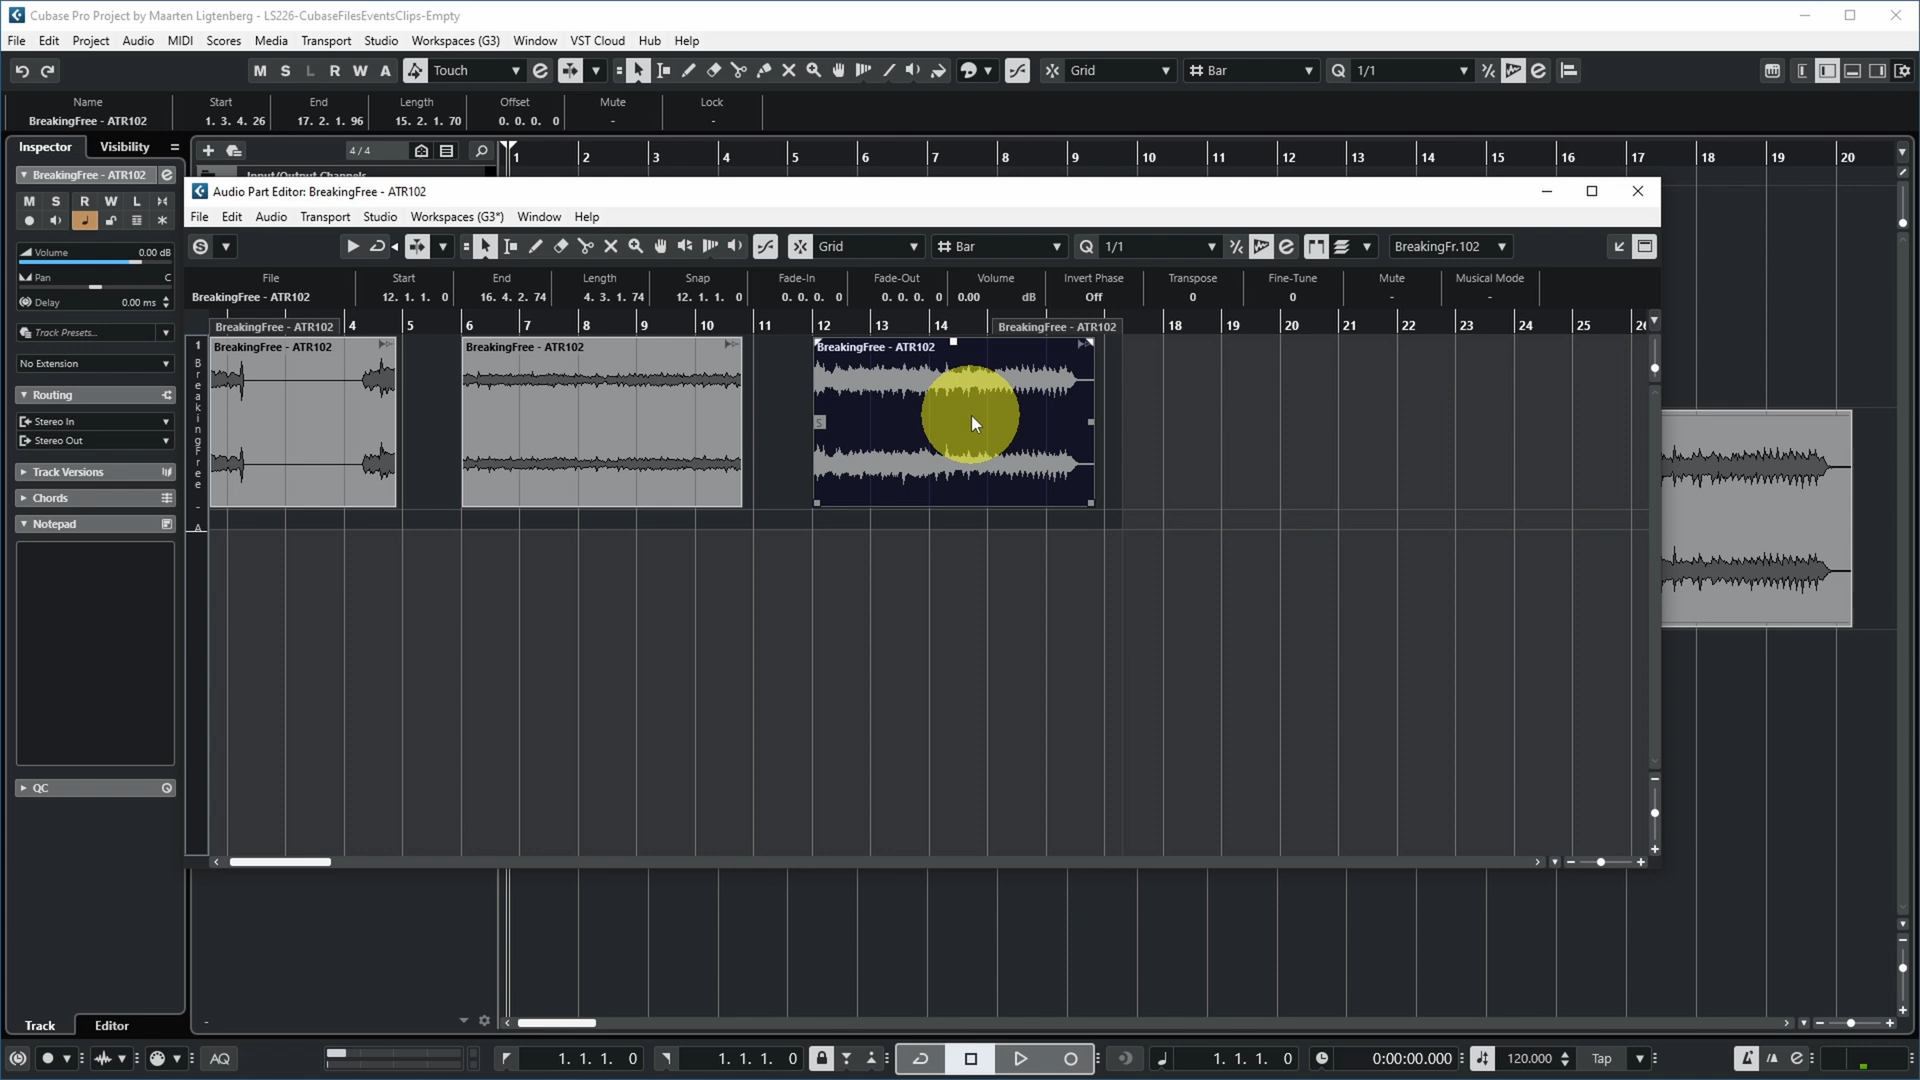 Cubase Pro Project by Maarten Ligtenberg - LS226-CubaseFilesEventsClips-Empty
File Edit Project Audio MIDI Scores Media Transport Studio Workspaces (G3) Window VST Cloud Hub Help
M S L R W A Touch Grid Bar Q 1/1
Name Start End Length Offset Mute Lock
BreakingFree - ATR102 1. 3. 4. 26 17. 2. 1. 96 15. 2. 1. 70 0. 0. 0. 0 - -
Inspector Visibility 4 / 4 1 2 3 4 5 6 7 8 9 10 11 12 13 14 15 16 17 18 19 20
BreakingFree - ATR102
Input/Output Channels
Audio Part Editor: BreakingFree - ATR102
M S R W L
File Edit Audio Transport Studio Workspaces (G3*) Window Help
S Grid Bar Q 1/1 BreakingFr.102
Volume 0.00 dB
Pan C
Delay 0.00 ms
File Start End Length Snap Fade-In Fade-Out Volume Invert Phase Transpose Fine-Tune Mute Musical Mode
BreakingFree - ATR102 12. 1. 1. 0 16. 4. 2. 74 4. 3. 1. 74 12. 1. 1. 0 0. 0. 0. 0 0. 0. 0. 0 0.00 dB Off 0 0 - -
BreakingFree - ATR102 4 5 6 7 8 9 10 11 12 13 14 BreakingFree - ATR102 18 19 20 21 22 23 24 25
Track Presets...
1 BreakingFree - ATR102 BreakingFree - ATR102 BreakingFree - ATR102
BreakingFree - A
No Extension
Routing
Stereo In
Stereo Out
S
Track Versions
Chords
Notepad
QC
Track Editor -
AQ 1. 1. 1. 0 1. 1. 1. 0 1. 1. 1. 0 0:00:00.000 120.000 Tap